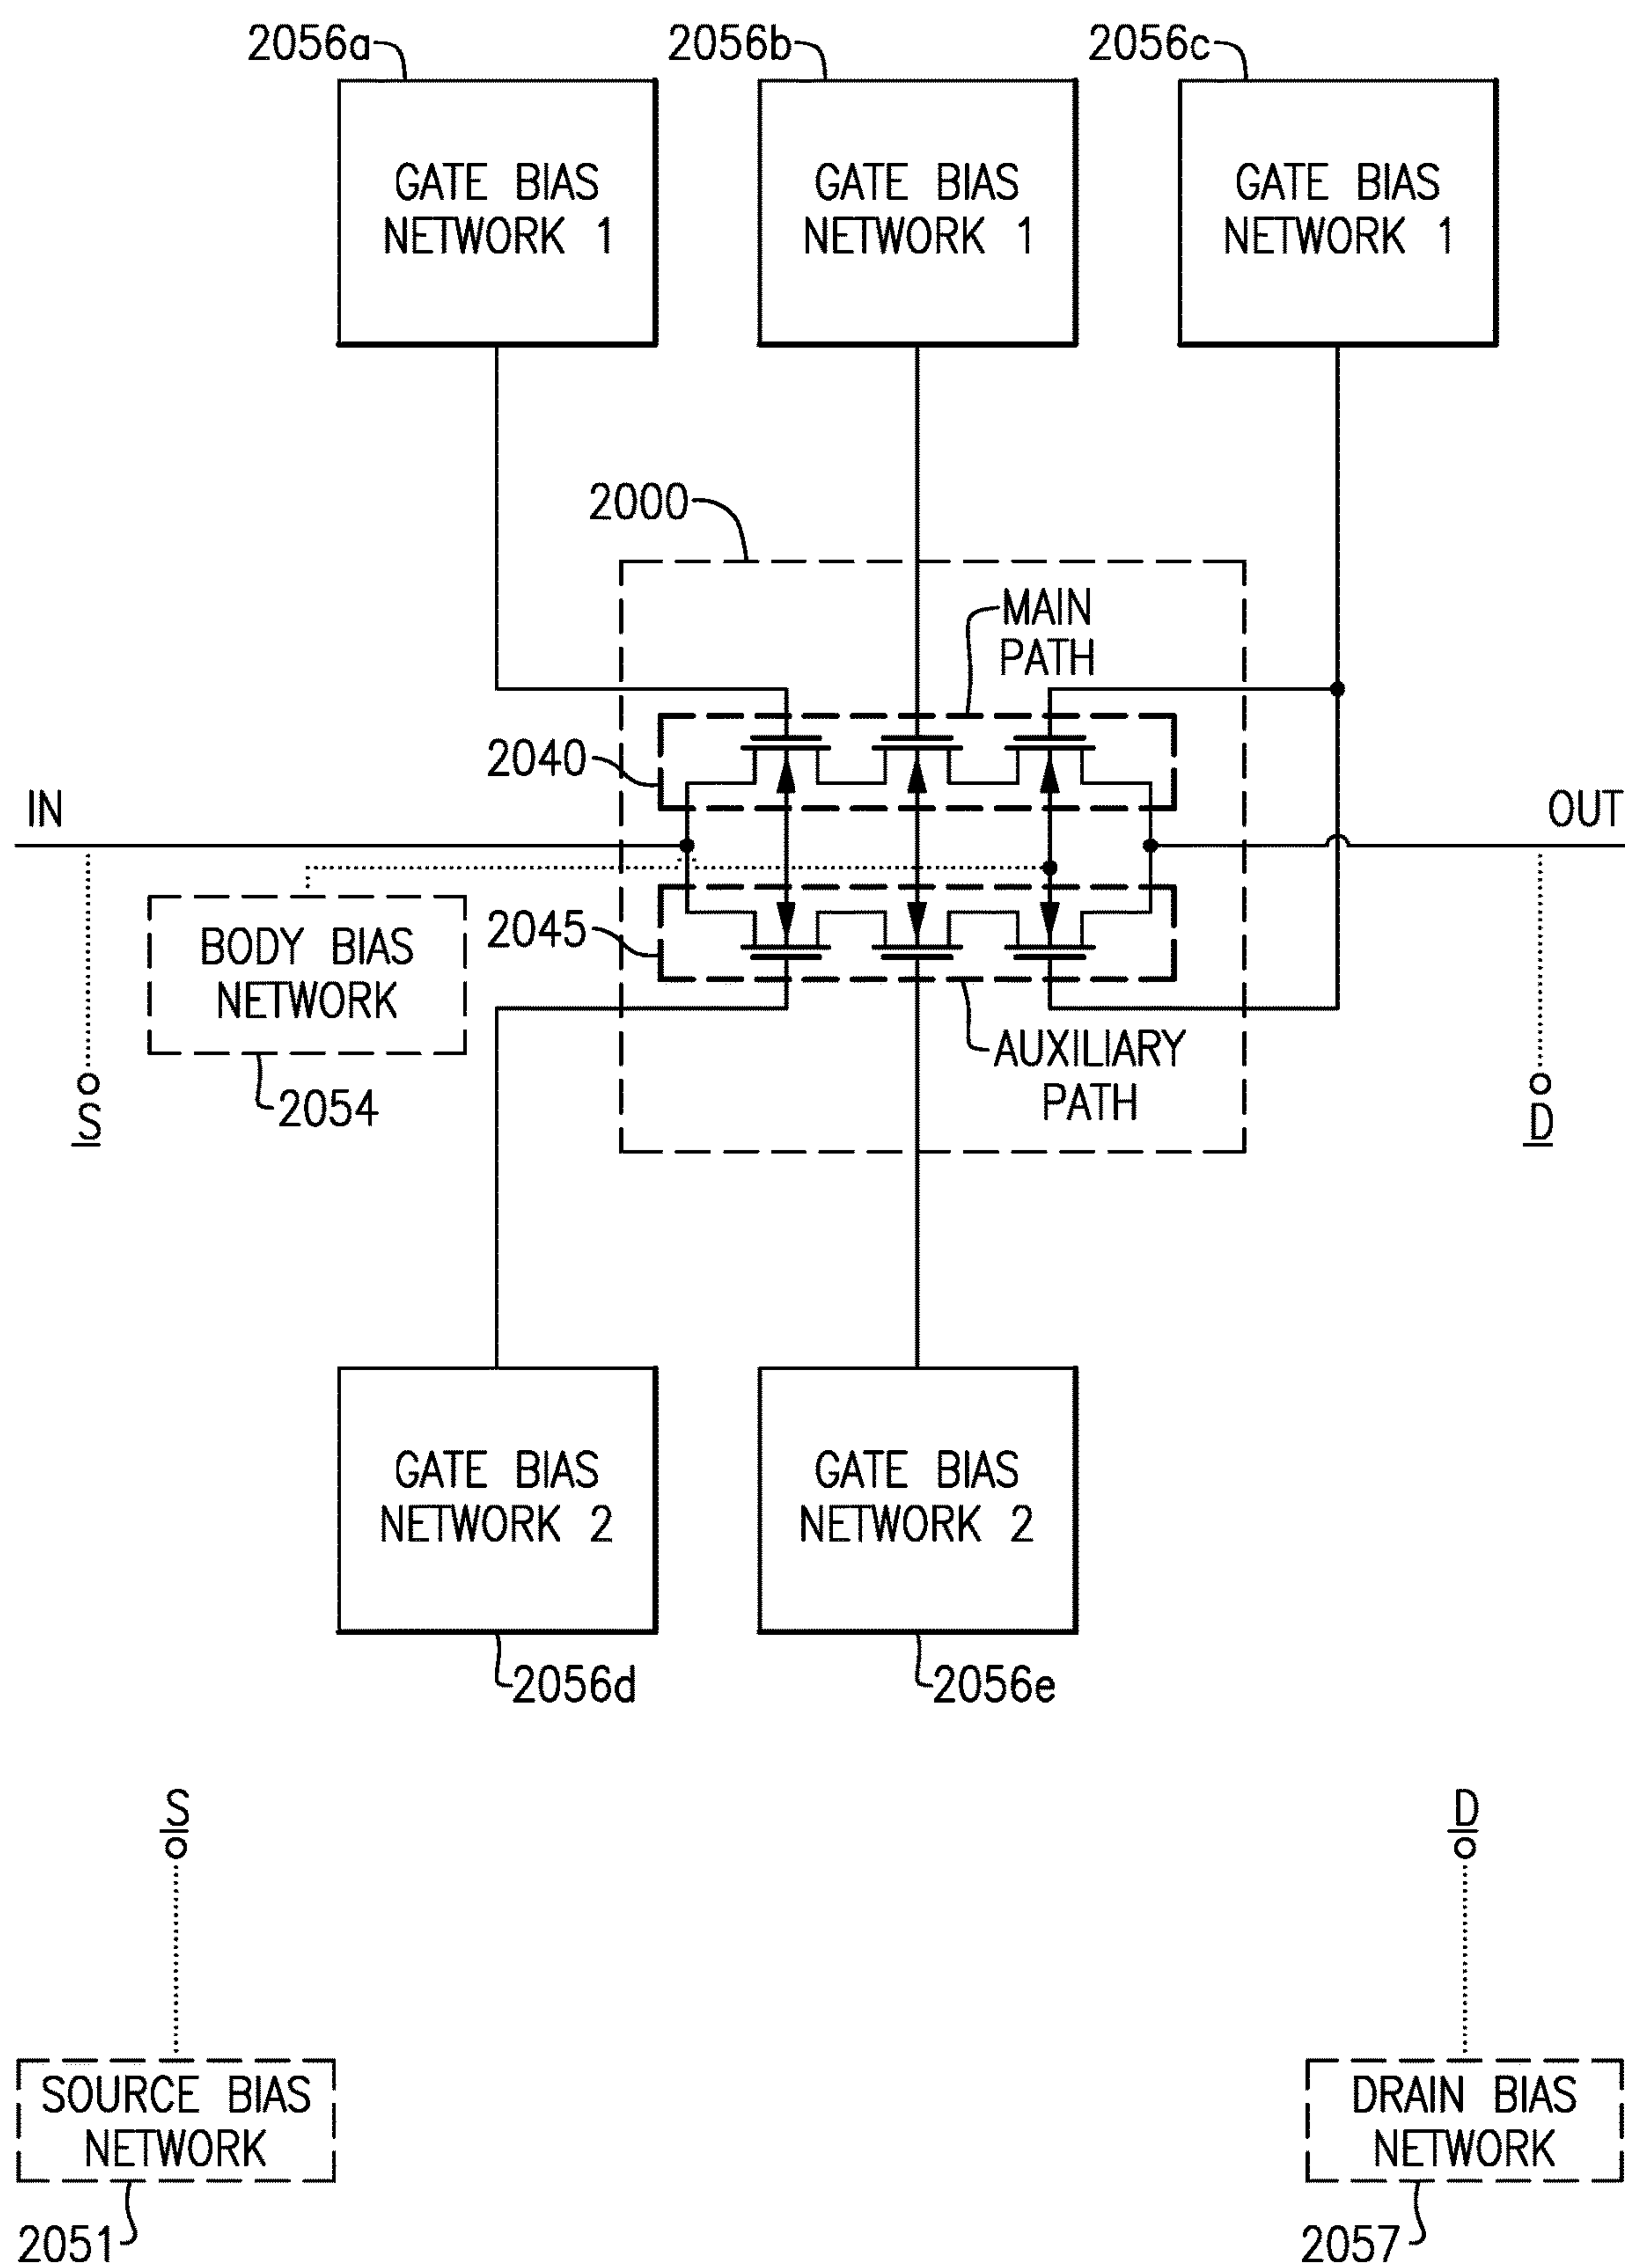 2056a
2056b
2056c
GATE BIAS
NETWORK 1
GATE BIAS
NETWORK 1
GATE BIAS
NETWORK 1
2000
MAIN
PATH
2040
IN
OUT
2045
BODY BIAS
NETWORK
AUXILIARY
PATH
2054
S
D
GATE BIAS
NETWORK 2
GATE BIAS
NETWORK 2
2056d
2056e
S
D
SOURCE BIAS
NETWORK
DRAIN BIAS
NETWORK
2051
2057